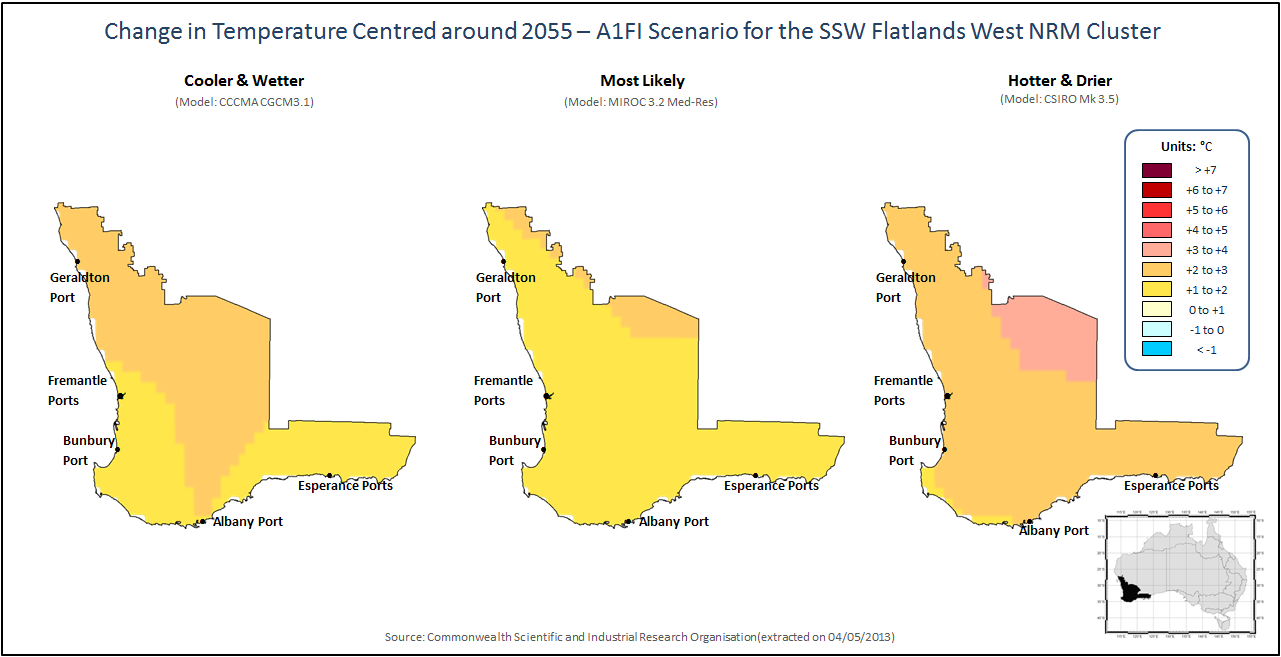 Change in Temperature Centred around 2055 – A1FI Scenario for the SSW Flatlands West NRM Cluster
Cooler & Wetter
(Model: CCCMA CGCM3.1)
Most Likely
(Model: MIROC 3.2 Med-Res)
Hotter & Drier
(Model: CSIRO Mk 3.5)
Units: °C
> +7
+6 to +7
+5 to +6
+4 to +5
+3 to +4
+2 to +3
+1 to +2
0 to +1
-1 to 0
< -1
Geraldton
Port
Fremantle
Ports
Bunbury
Port
Esperance Ports
Albany Port
Geraldton
Port
Fremantle
Ports
Bunbury
Port
Esperance Ports
Albany Port
Geraldton
Port
Fremantle
Ports
Bunbury
Port
Esperance Ports
Albany Port
Source: Commonwealth Scientific and Industrial Research Organisation(extracted on 04/05/2013)